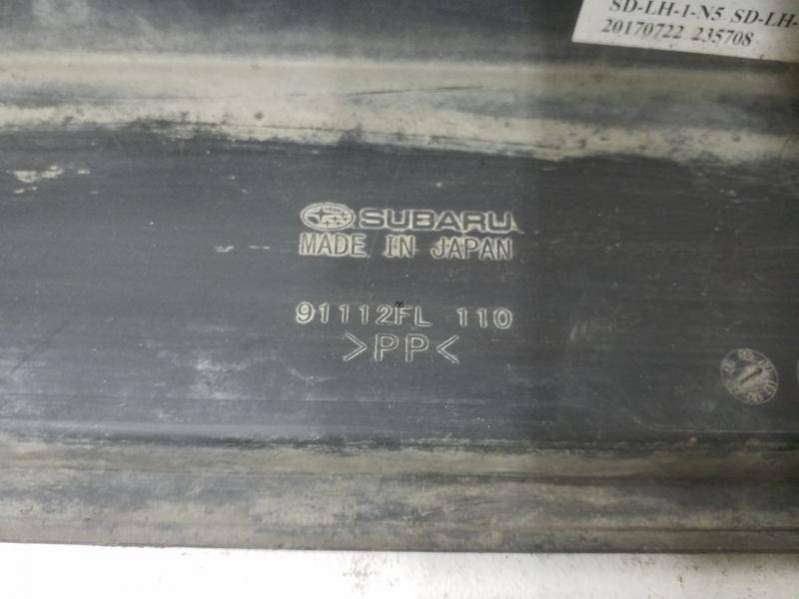 SD-LH-1-N5 SD-LH-
20170722 235708
SUBARU
MADE IN JAPAN
91112FL 110
>PP<